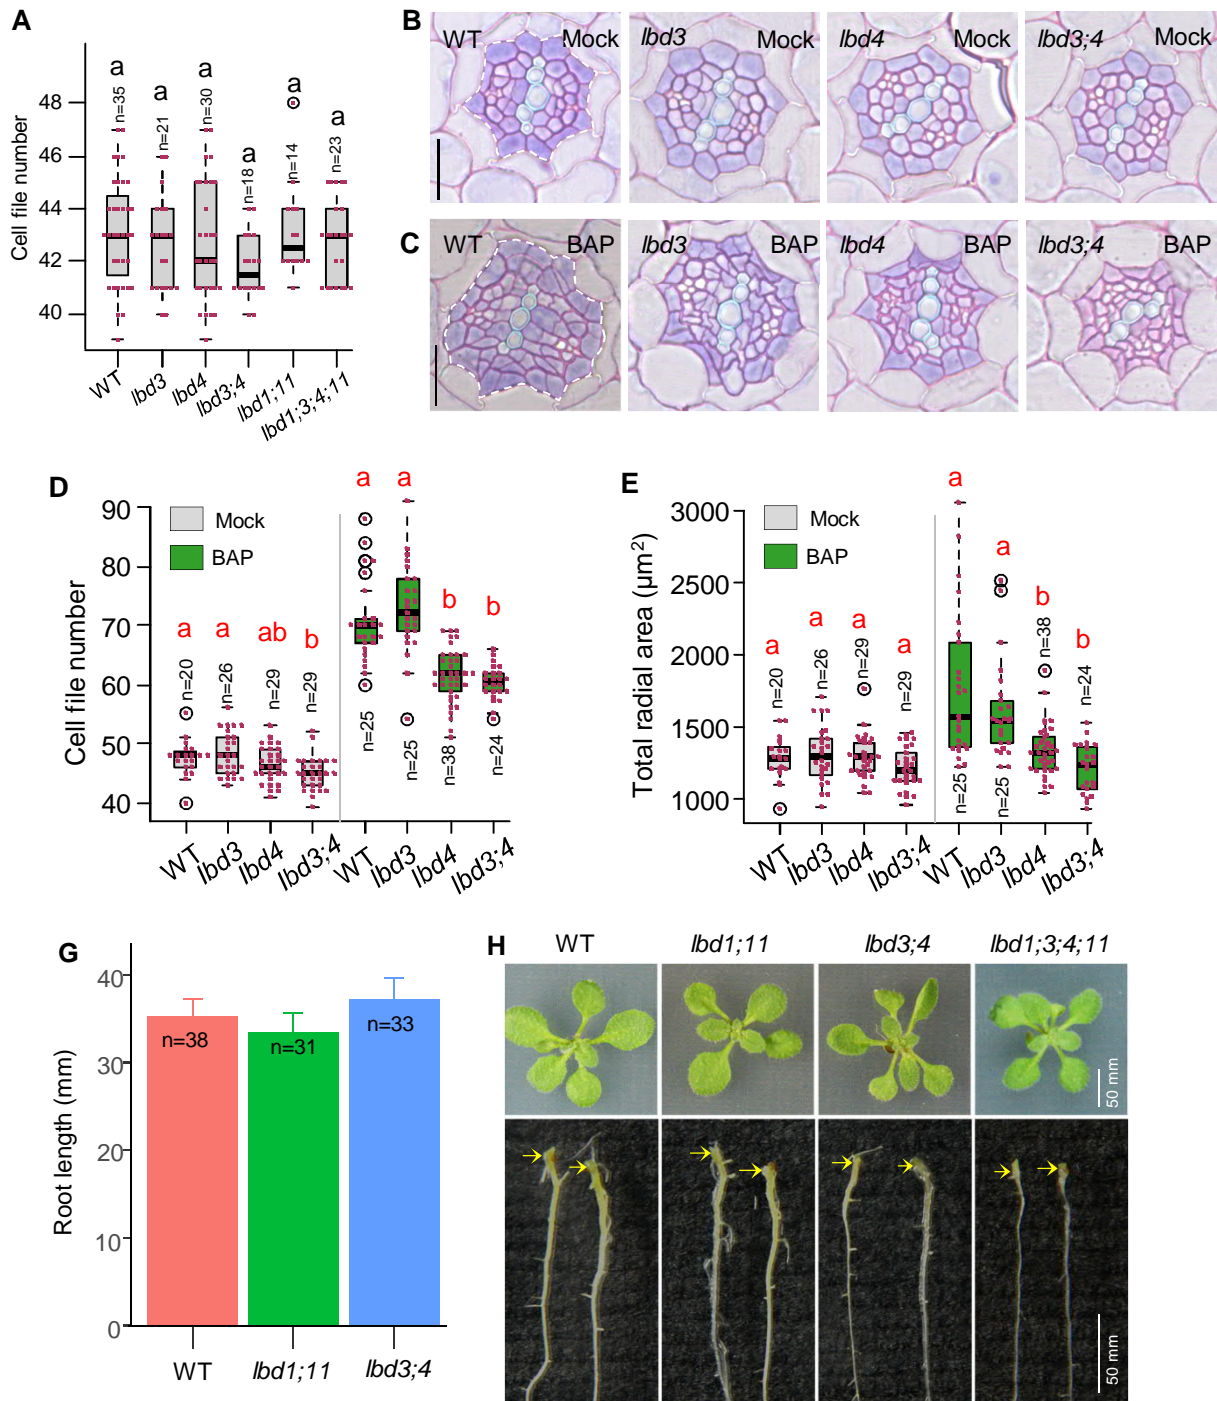 A
Cell file number
48
46
44
42
40
a
a
a
a
a
a
n=35
n=21
n=30
n=18
n=14
n=23
WT
lbd3
lbd4
lbd3;4
lbd1;11
lbd1;3;4;11
B
WT
Mock
lbd3
Mock
lbd4
Mock
lbd3;4
Mock
C
WT
BAP
lbd3
BAP
lbd4
BAP
lbd3;4
BAP
D
Cell file number
90
80
70
60
50
40
Mock
BAP
a
a
ab
b
a
a
b
b
n=20
n=26
n=29
n=29
n=25
n=25
n=38
n=24
WT
lbd3
lbd4
lbd3;4
WT
lbd3
lbd4
lbd3;4
E
Total radial area (µm²)
3000
2500
2000
1500
1000
Mock
BAP
a
a
a
a
a
a
b
b
n=20
n=26
n=29
n=29
n=25
n=25
n=38
n=24
WT
lbd3
lbd4
lbd3;4
WT
lbd3
lbd4
lbd3;4
G
Root length (mm)
40
30
20
10
0
n=38
n=31
n=33
WT
lbd1;11
lbd3;4
H
WT
lbd1;11
lbd3;4
lbd1;3;4;11
50 mm
50 mm